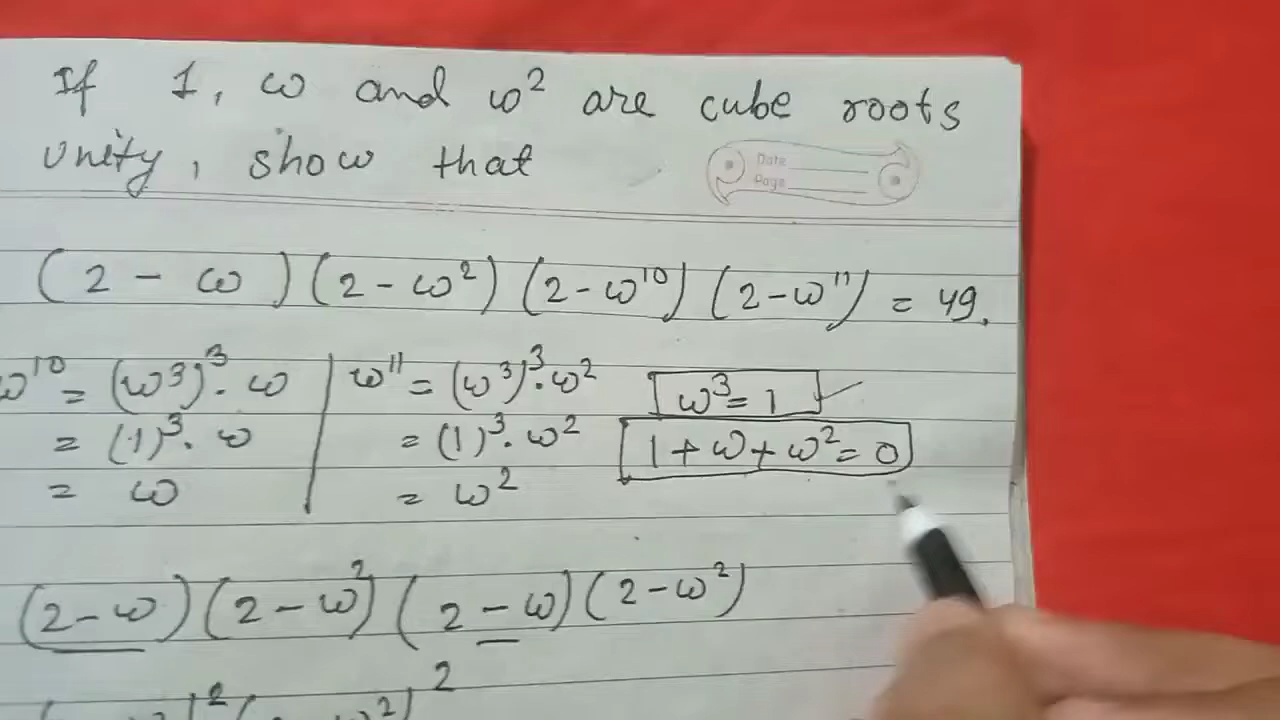 If 1, ω and ω² are cube roots
unity, show that
Date
Page
(2 - ω)(2 - ω²)(2 - ω¹⁰)(2 - ω¹¹) = 49.
ω¹⁰ = (ω³)³ · ω
= (1)³ · ω
= ω
ω¹¹ = (ω³)³ · ω²
= (1)³ · ω²
= ω²
ω³ = 1
1 + ω + ω² = 0
(2 - ω)(2 - ω²)(2 - ω)(2 - ω²)